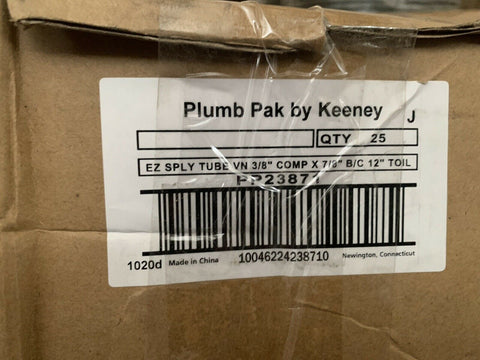 Plumb Pak by Keeney
J
QTY 25
EZ SPLY TUBE VN 3/8" COMP X 7/8" B/C 12" TOIL
PP23871
1020d Made in China 10046224238710 Newington, Connecticut